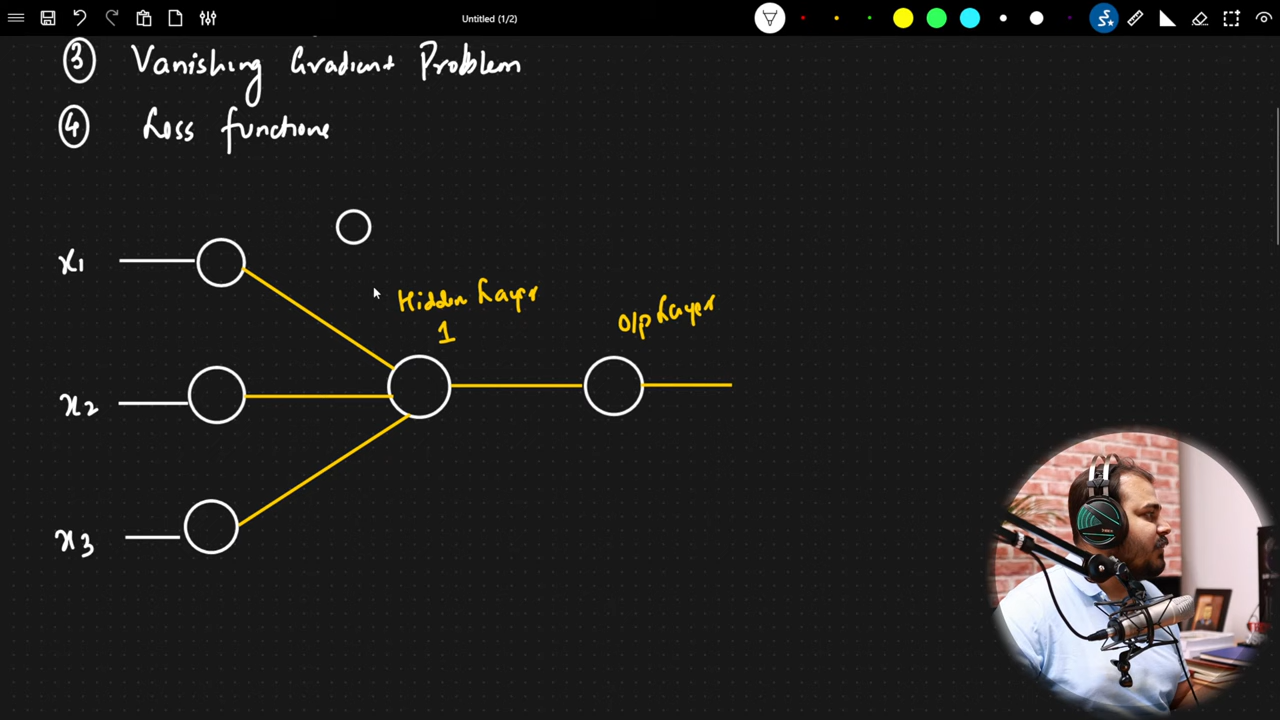 Untitled (1/2)
③ Vanishing Gradient Problem
④ Loss functions
x1
Hidden Layer
1
O/p Layer
x2
x3